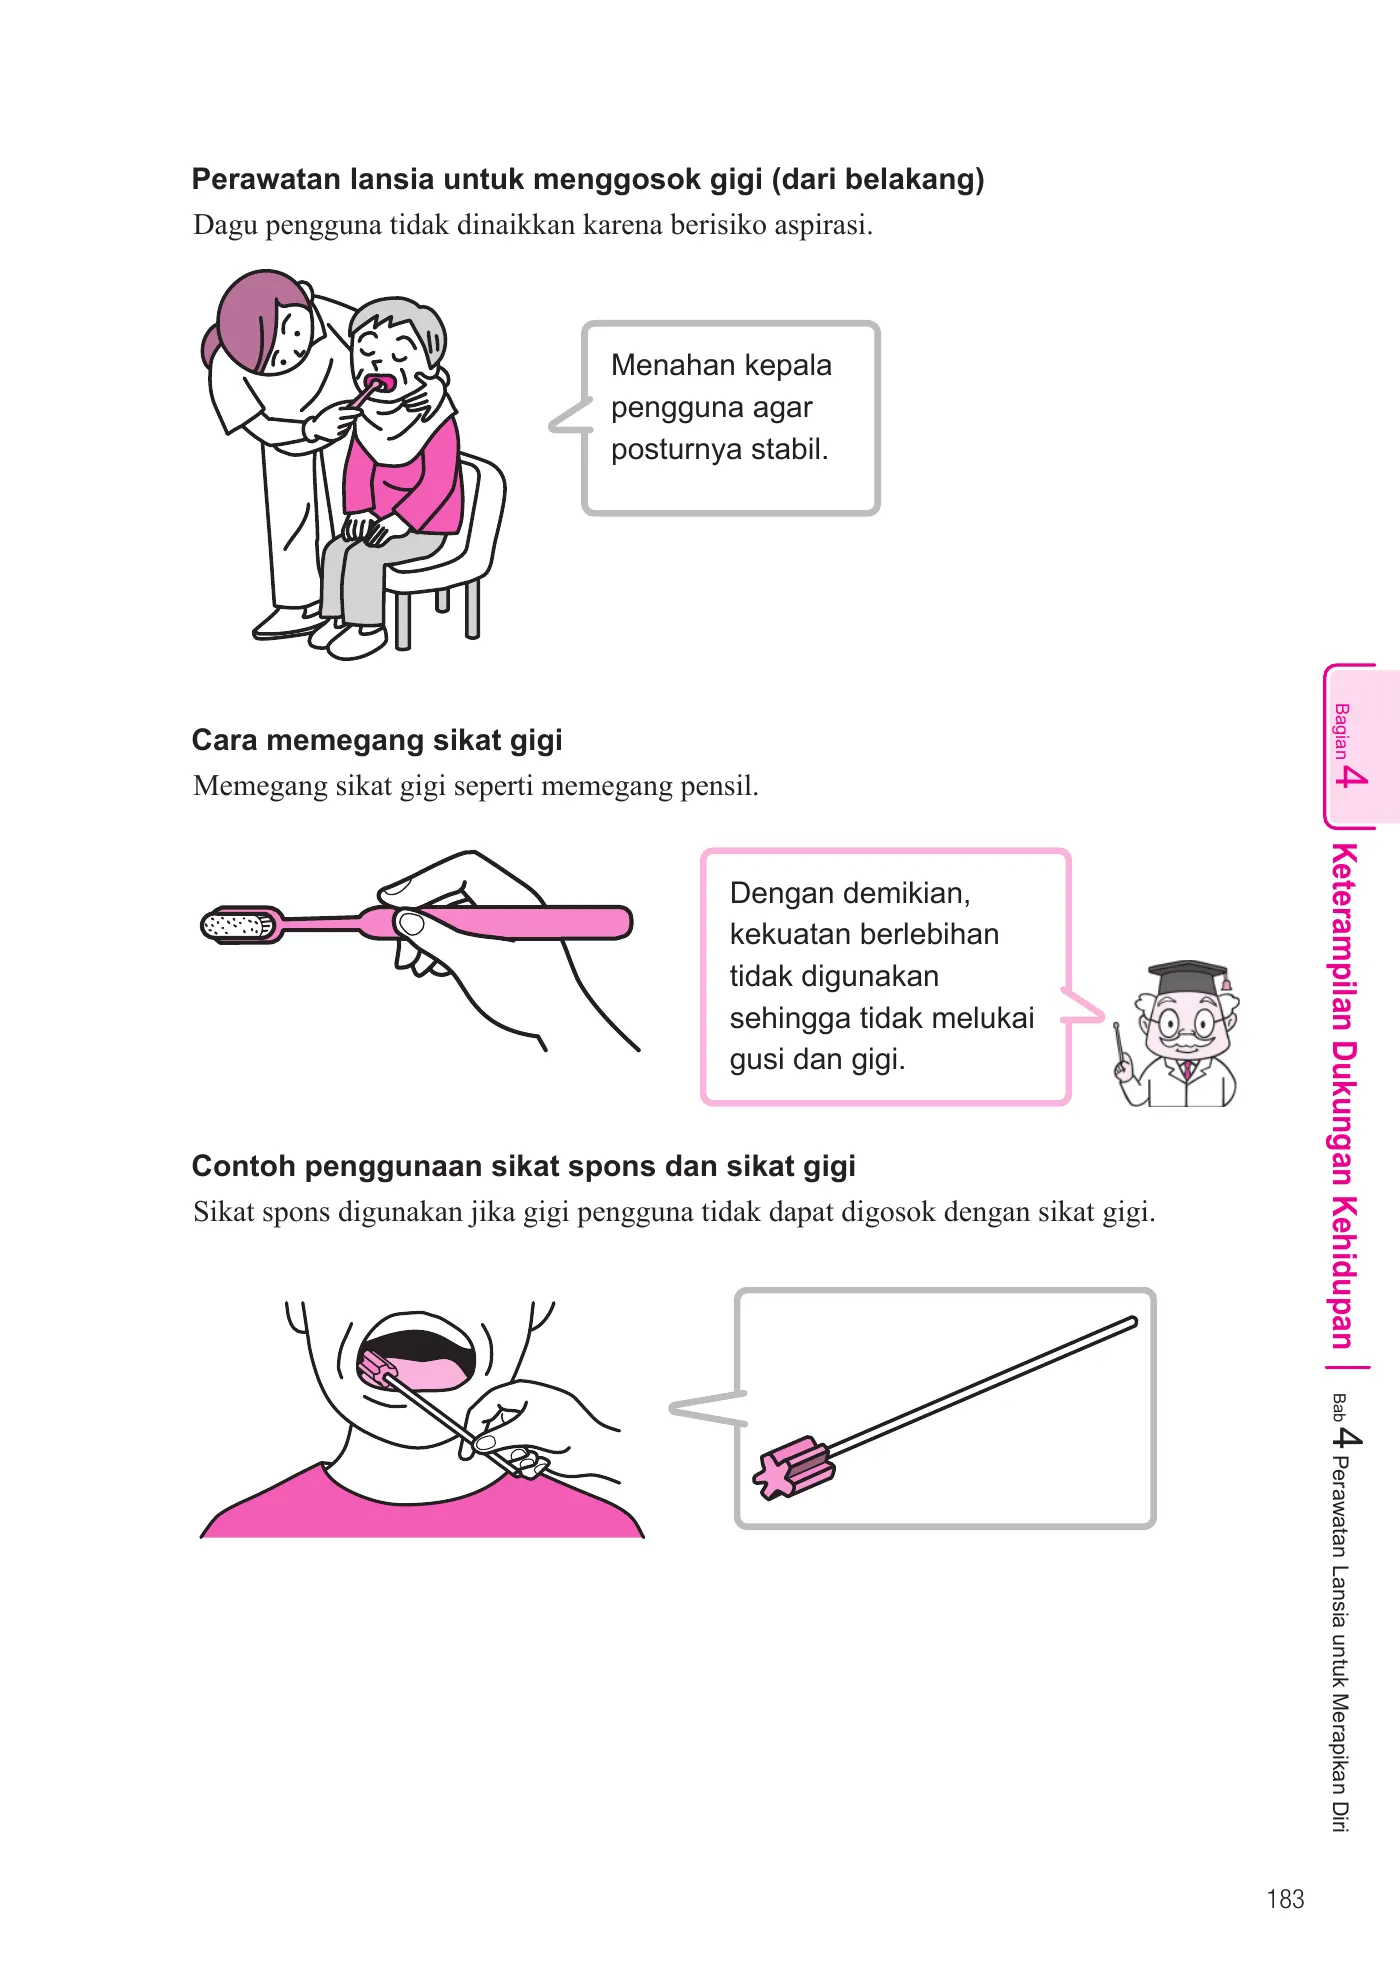 Perawatan lansia untuk menggosok gigi (dari belakang)
Dagu pengguna tidak dinaikkan karena berisiko aspirasi.
Menahan kepala
pengguna agar
posturnya stabil.
Cara memegang sikat gigi
Memegang sikat gigi seperti memegang pensil.
Dengan demikian,
kekuatan berlebihan
tidak digunakan
sehingga tidak melukai
gusi dan gigi.
Contoh penggunaan sikat spons dan sikat gigi
Sikat spons digunakan jika gigi pengguna tidak dapat digosok dengan sikat gigi.
Bagian 4
Keterampilan Dukungan Kehidupan
Bab 4 Perawatan Lansia untuk Merapikan Diri
183